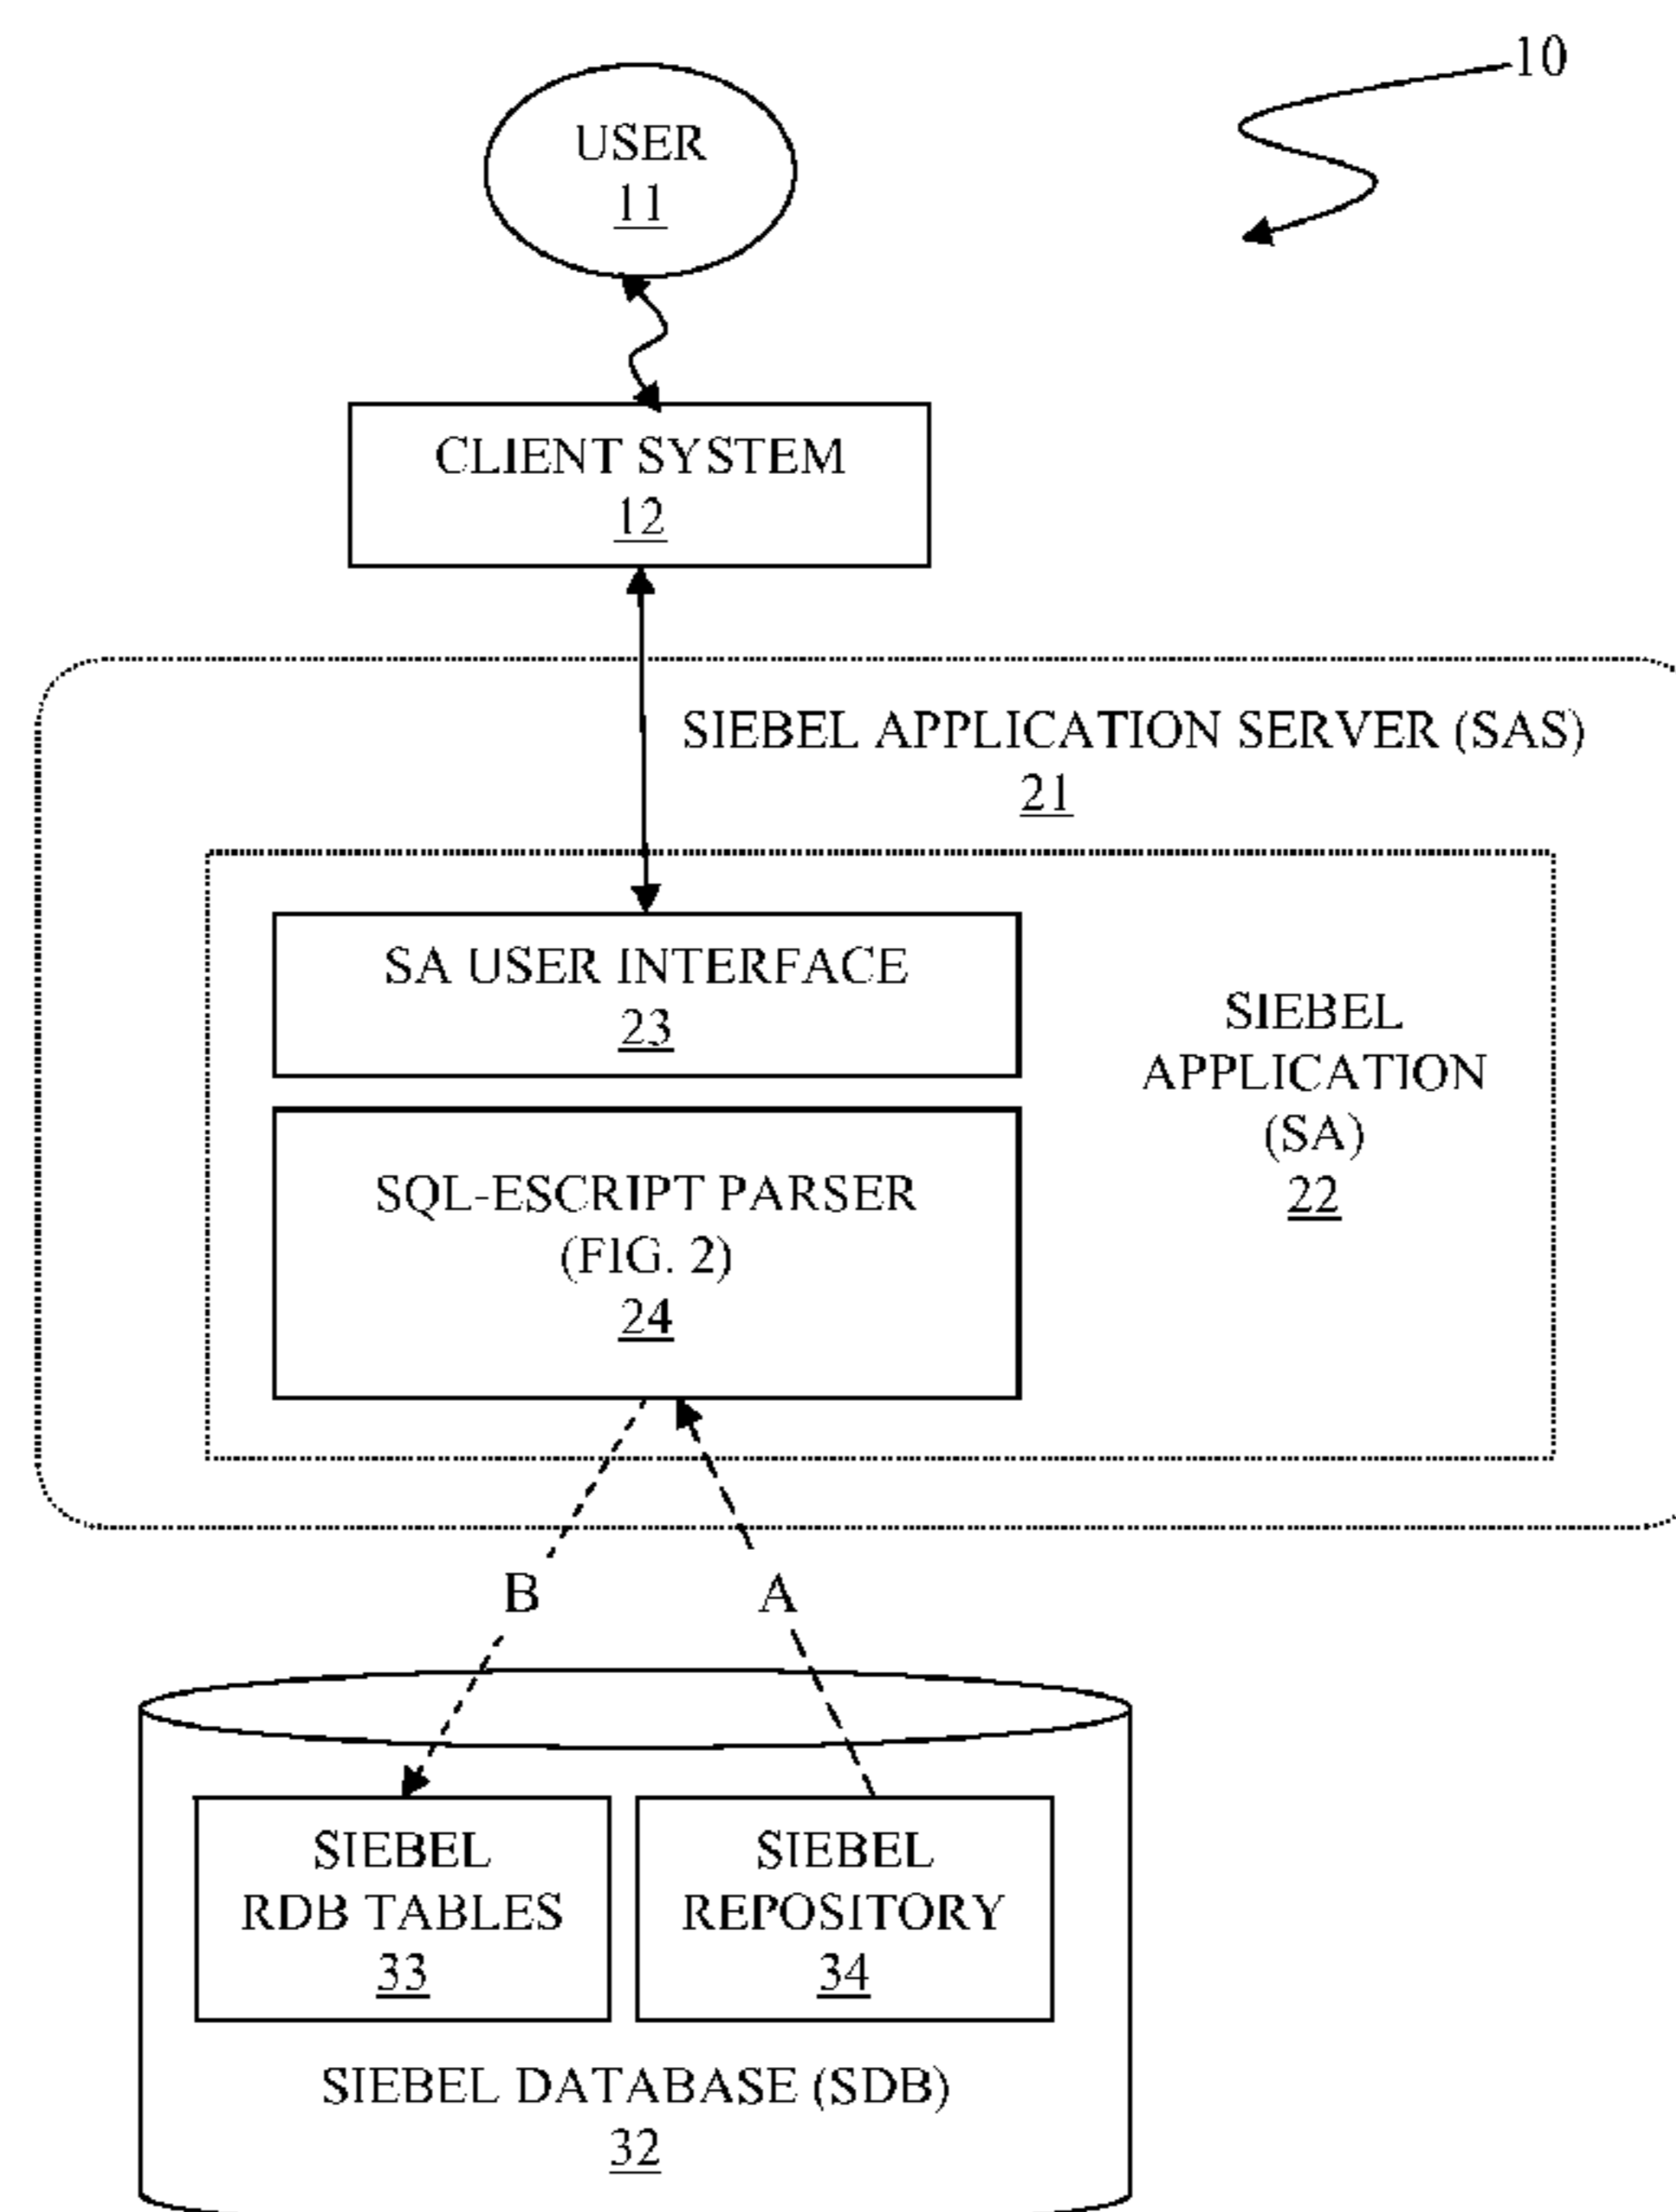 10
USER
11
CLIENT SYSTEM
12
SIEBEL APPLICATION SERVER (SAS)
21
SA USER INTERFACE
23
SIEBEL
APPLICATION
(SA)
22
SQL-ESCRIPT PARSER
(FIG. 2)
24
B
A
SIEBEL
RDB TABLES
33
SIEBEL
REPOSITORY
34
SIEBEL DATABASE (SDB)
32